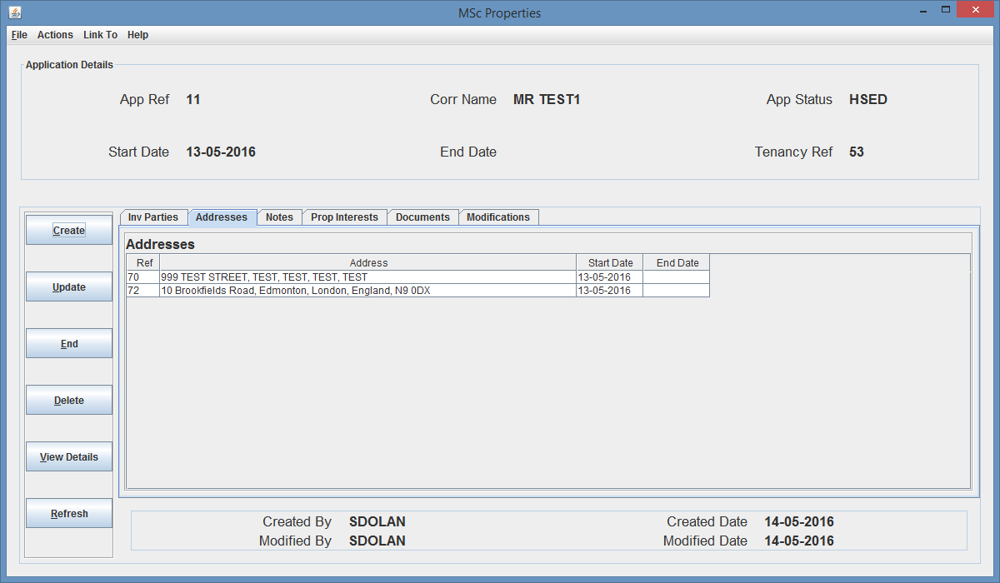 MSc Properties
File Actions Link To Help
Application Details
App Ref 11 Corr Name MR TEST1 App Status HSED
Start Date 13-05-2016 End Date Tenancy Ref 53
Inv Parties Addresses Notes Prop Interests Documents Modifications
Create
Update
End
Delete
View Details
Refresh
Addresses
Ref Address Start Date End Date
70 999 TEST STREET, TEST, TEST, TEST, TEST 13-05-2016
72 10 Brookfields Road, Edmonton, London, England, N9 0DX 13-05-2016
Created By SDOLAN Created Date 14-05-2016
Modified By SDOLAN Modified Date 14-05-2016